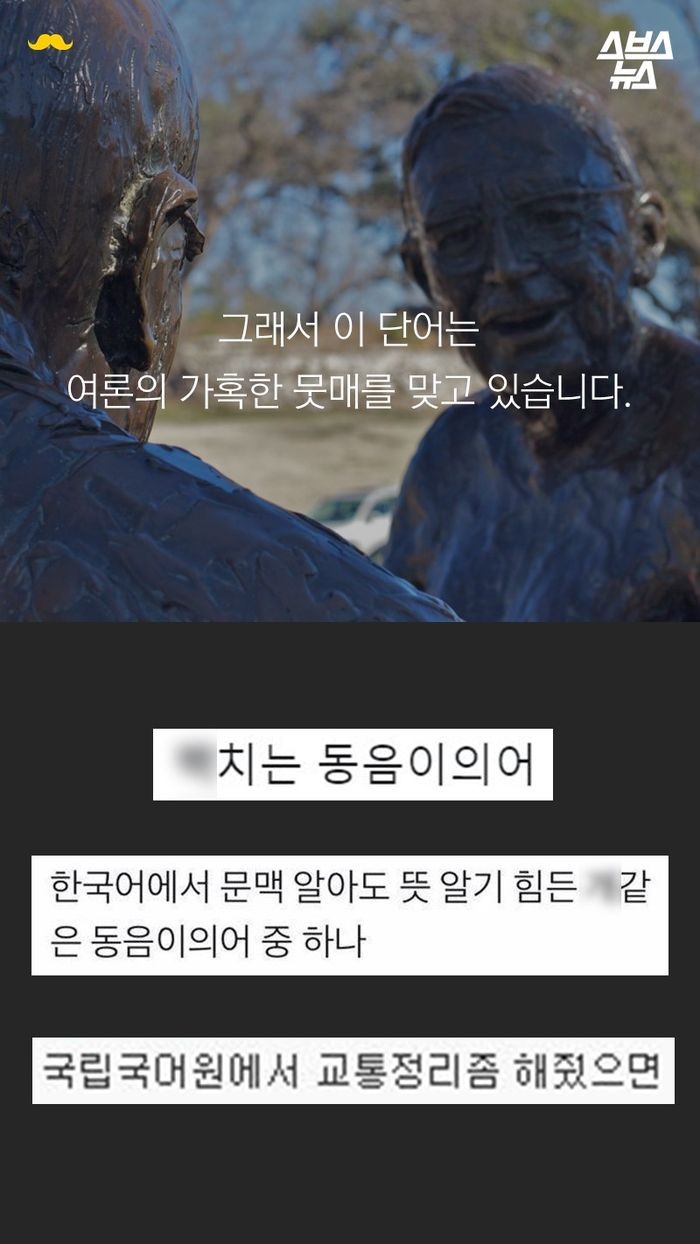 스브스
뉴스
그래서 이 단어는
여론의 가혹한 뭇매를 맞고 있습니다.
치는 동음이의어
한국어에서 문맥 알아도 뜻 알기 힘든 같
은 동음이의어 중 하나
국립국어원에서 교통정리좀 해줬으면